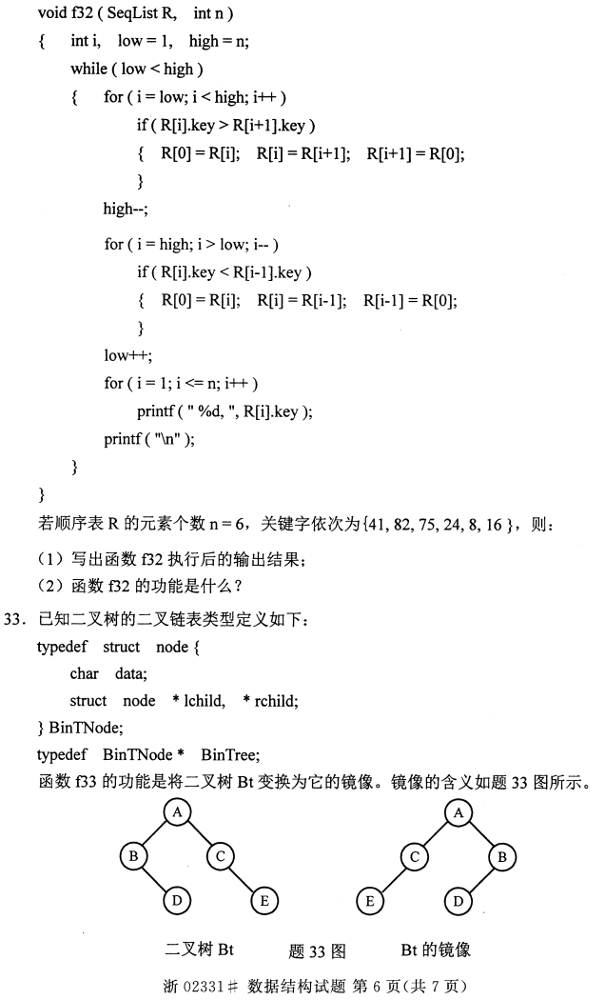 void f32 ( SeqList R, int n )
{ int i, low = 1, high = n;
while ( low < high )
{ for ( i = low; i < high; i++ )
if ( R[i].key > R[i+1].key )
{ R[0] = R[i]; R[i] = R[i+1]; R[i+1] = R[0];
}
high--;
for ( i = high; i > low; i-- )
if ( R[i].key < R[i-1].key )
{ R[0] = R[i]; R[i] = R[i-1]; R[i-1] = R[0];
}
low++;
for ( i = 1; i <= n; i++ )
printf ( " %d, ", R[i].key );
printf ( "\n" );
}
}
若顺序表 R 的元素个数 n = 6，关键字依次为{41, 82, 75, 24, 8, 16 }，则：
（1）写出函数 f32 执行后的输出结果；
（2）函数 f32 的功能是什么？
33．已知二叉树的二叉链表类型定义如下：
typedef struct node {
char data;
struct node * lchild, * rchild;
} BinTNode;
typedef BinTNode * BinTree;
函数 f33 的功能是将二叉树 Bt 变换为它的镜像。镜像的含义如题 33 图所示。
A A
B C C B
D E E D
二叉树 Bt 题 33 图 Bt 的镜像
浙 02331# 数据结构试题 第 6 页(共 7 页)